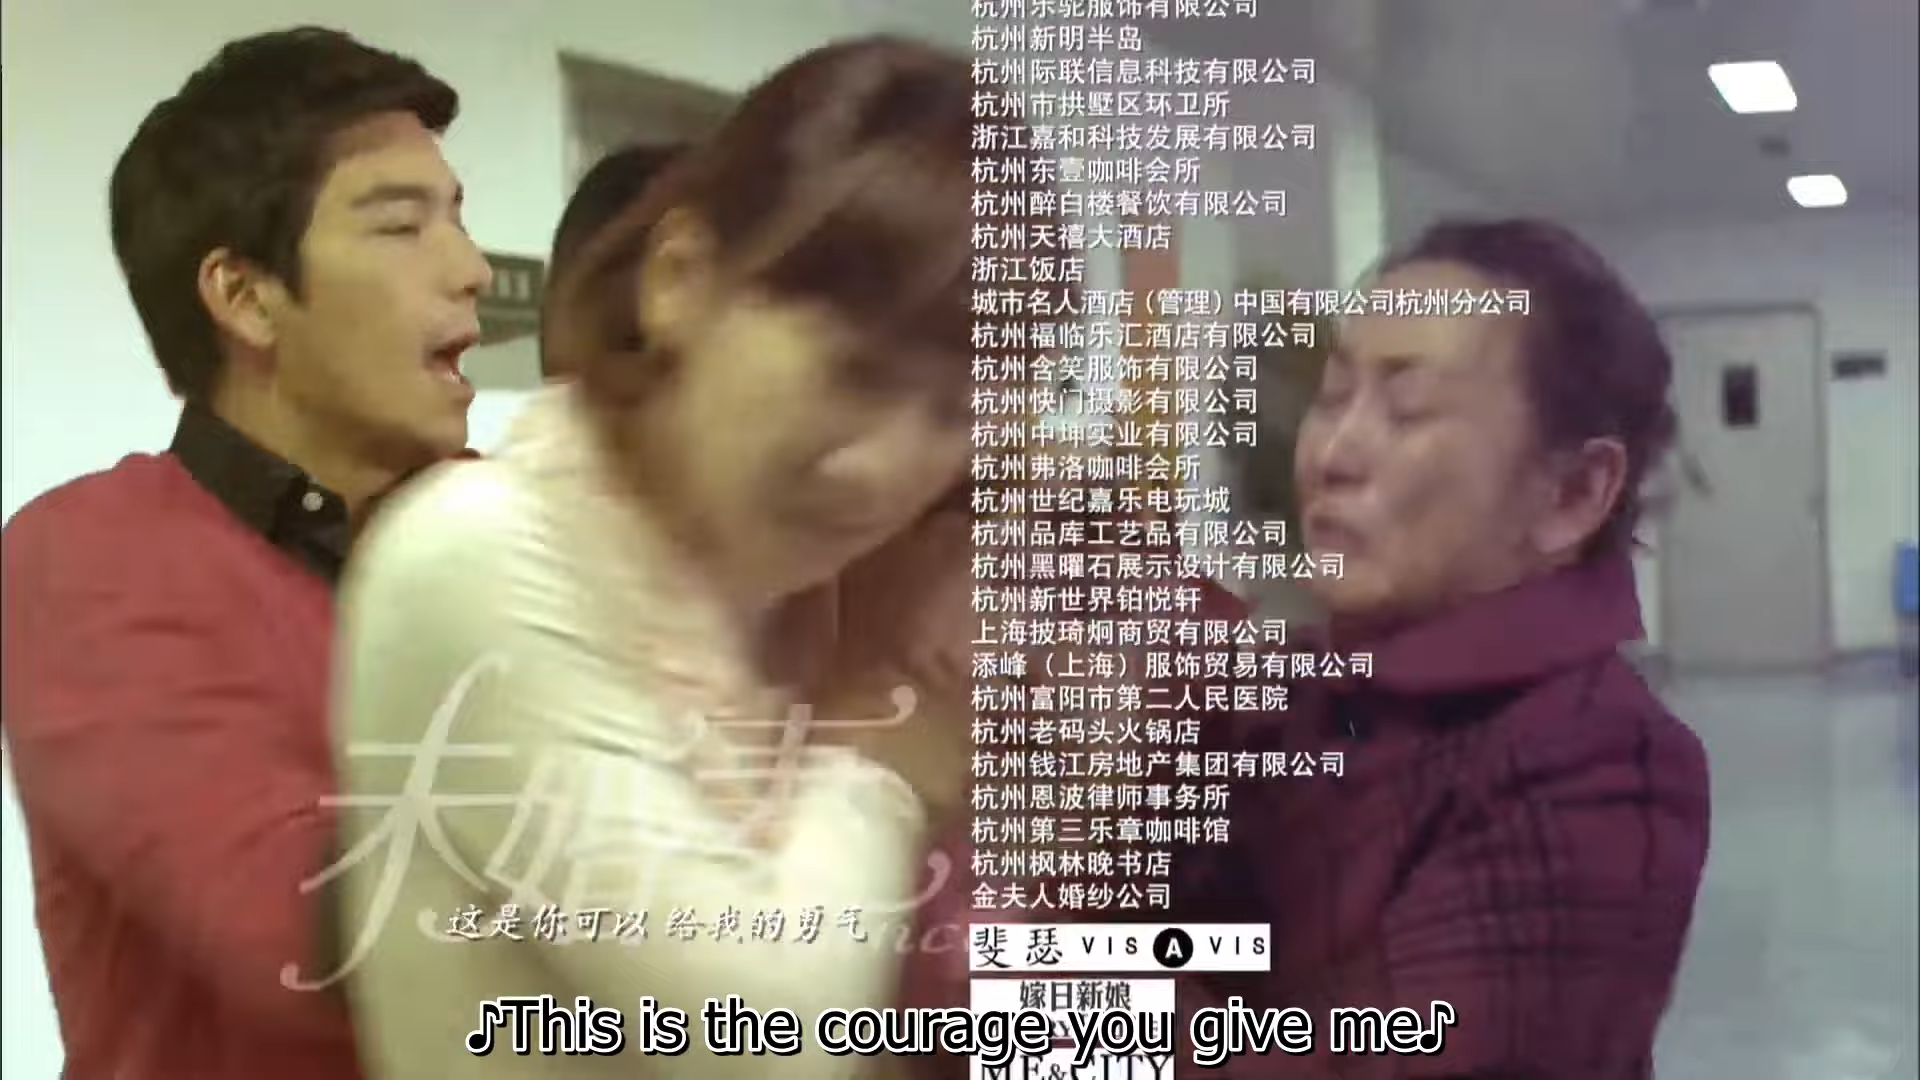 杭州乐驼服饰有限公司
杭州新明半岛
杭州际联信息科技有限公司
杭州市拱墅区环卫所
浙江嘉和科技发展有限公司
杭州东壹咖啡会所
杭州醉白楼餐饮有限公司
杭州天禧大酒店
浙江饭店
城市名人酒店（管理）中国有限公司杭州分公司
杭州福临乐汇酒店有限公司
杭州含笑服饰有限公司
杭州快门摄影有限公司
杭州中坤实业有限公司
杭州弗洛咖啡会所
杭州世纪嘉乐电玩城
杭州品库工艺品有限公司
杭州黑曜石展示设计有限公司
杭州新世界铂悦轩
上海披琦炯商贸有限公司
添峰（上海）服饰贸易有限公司
杭州富阳市第二人民医院
杭州老码头火锅店
杭州钱江房地产集团有限公司
杭州恩波律师事务所
杭州第三乐章咖啡馆
杭州枫林晚书店
金夫人婚纱公司
未婚妻
这是你可以 给我的勇气
斐瑟 VIS A VIS
嫁日新娘
♪This is the courage you give me♪
ME&CITY